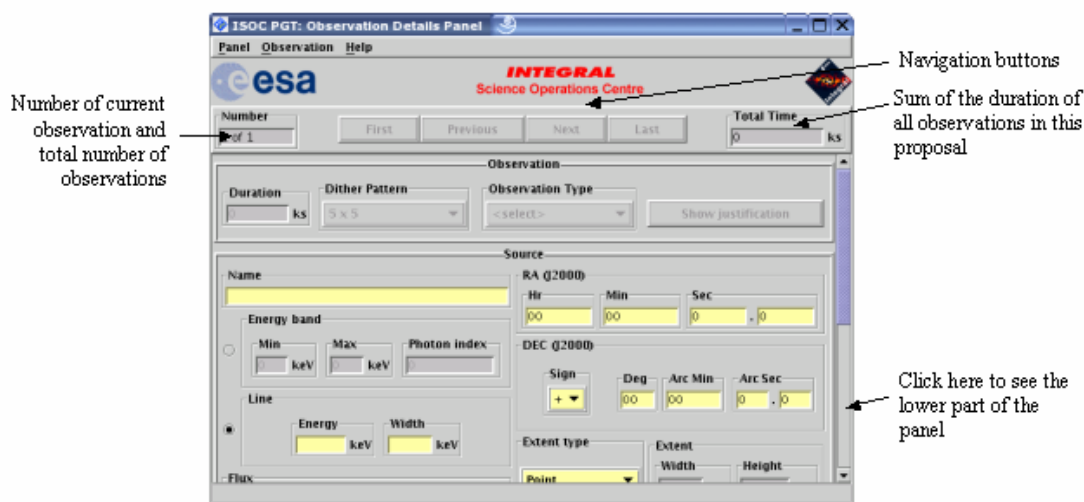 ISOC PGT: Observation Details Panel
Panel Observation Help
esa
INTEGRAL
Science Operations Centre
Navigation buttons
Number of current
observation and
total number of
observations
Number
of 1
First Previous Next Last
Total Time
0 ks
Sum of the duration of
all observations in this
proposal
Observation
Duration
0 ks
Dither Pattern
5 x 5
Observation Type
<select>
Show justification
Source
Name
RA (J2000)
Hr Min Sec
00 00 0 . 0
Energy band
Min Max Photon index
0 keV 0 keV 0
DEC (J2000)
Sign Deg Arc Min Arc Sec
+ 00 00 0 . 0
Line
Energy Width
keV keV
Click here to see the
lower part of the
panel
Extent type
Point
Extent
Width Height
Flux